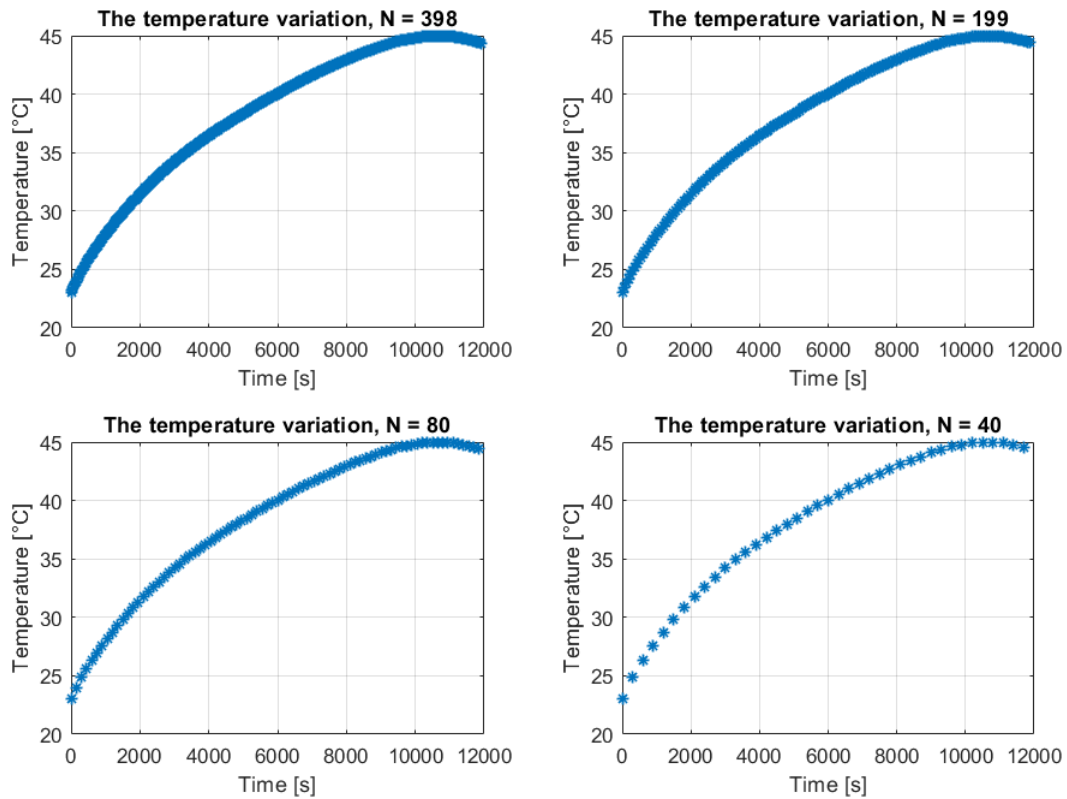 The temperature variation, N = 398
45
40
35
30
25
20
Temperature [°C]
0 2000 4000 6000 8000 10000 12000
Time [s]
The temperature variation, N = 199
45
40
35
30
25
20
Temperature [°C]
0 2000 4000 6000 8000 10000 12000
Time [s]
The temperature variation, N = 80
45
40
35
30
25
20
Temperature [°C]
0 2000 4000 6000 8000 10000 12000
Time [s]
The temperature variation, N = 40
45
40
35
30
25
20
Temperature [°C]
0 2000 4000 6000 8000 10000 12000
Time [s]